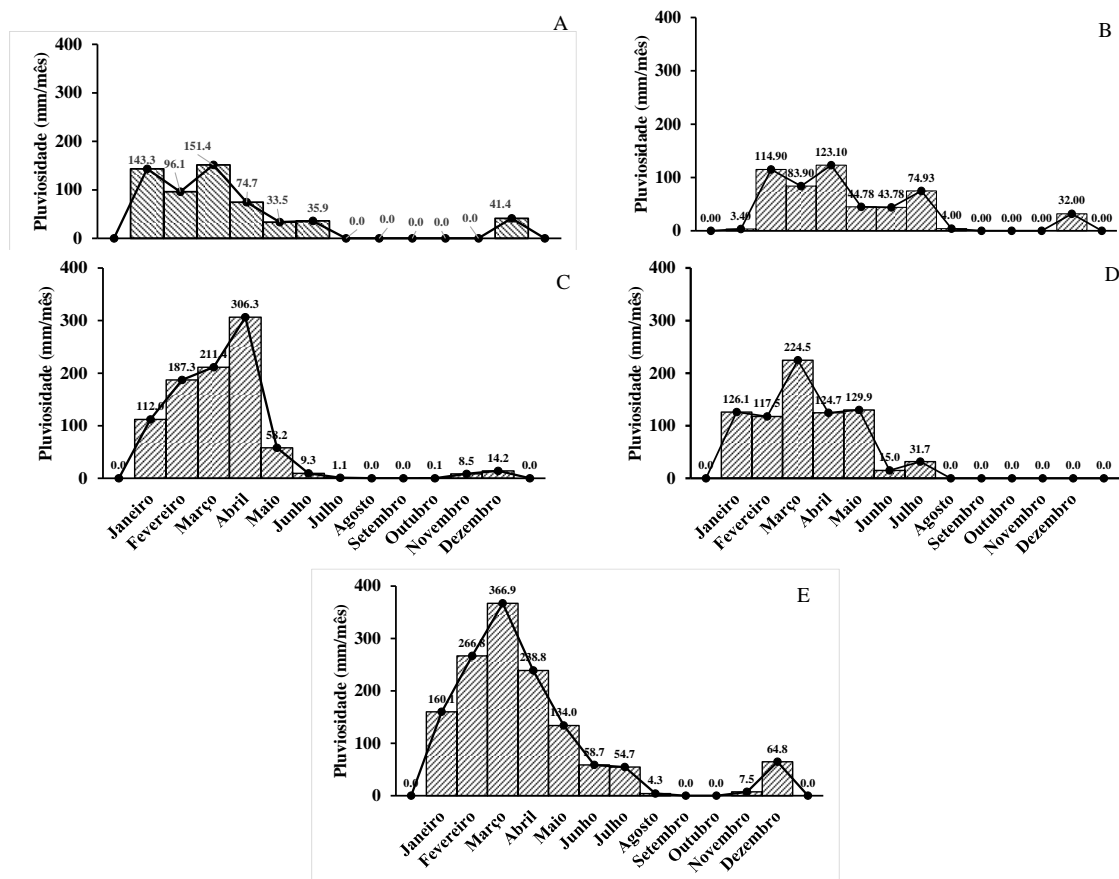 A
Pluviosidade (mm/mês)
400
300
200
100
0
143.3
96.1
151.4
74.7
33.5
35.9
0.0
0.0
0.0
0.0
0.0
41.4
B
Pluviosidade (mm/mês)
400
300
200
100
0
0.00
3.40
114.90
83.90
123.10
44.78
43.78
74.93
4.00
0.00
0.00
0.00
32.00
0.00
C
Pluviosidade (mm/mês)
400
300
200
100
0
0.0
112.0
187.3
211.4
306.3
58.2
9.3
1.1
0.0
0.0
0.1
8.5
14.2
0.0
Janeiro
Fevereiro
Março
Abril
Maio
Junho
Julho
Agosto
Setembro
Outubro
Novembro
Dezembro
D
Pluviosidade (mm/mês)
400
300
200
100
0
0.0
126.1
117.5
224.5
124.7
129.9
15.0
31.7
0.0
0.0
0.0
0.0
0.0
0.0
Janeiro
Fevereiro
Março
Abril
Maio
Junho
Julho
Agosto
Setembro
Outubro
Novembro
Dezembro
E
Pluviosidade (mm/mês)
400
300
200
100
0
0.0
160.1
266.8
366.9
238.8
134.0
58.7
54.7
4.3
0.0
0.0
7.5
64.8
0.0
Janeiro
Fevereiro
Março
Abril
Maio
Junho
Julho
Agosto
Setembro
Outubro
Novembro
Dezembro